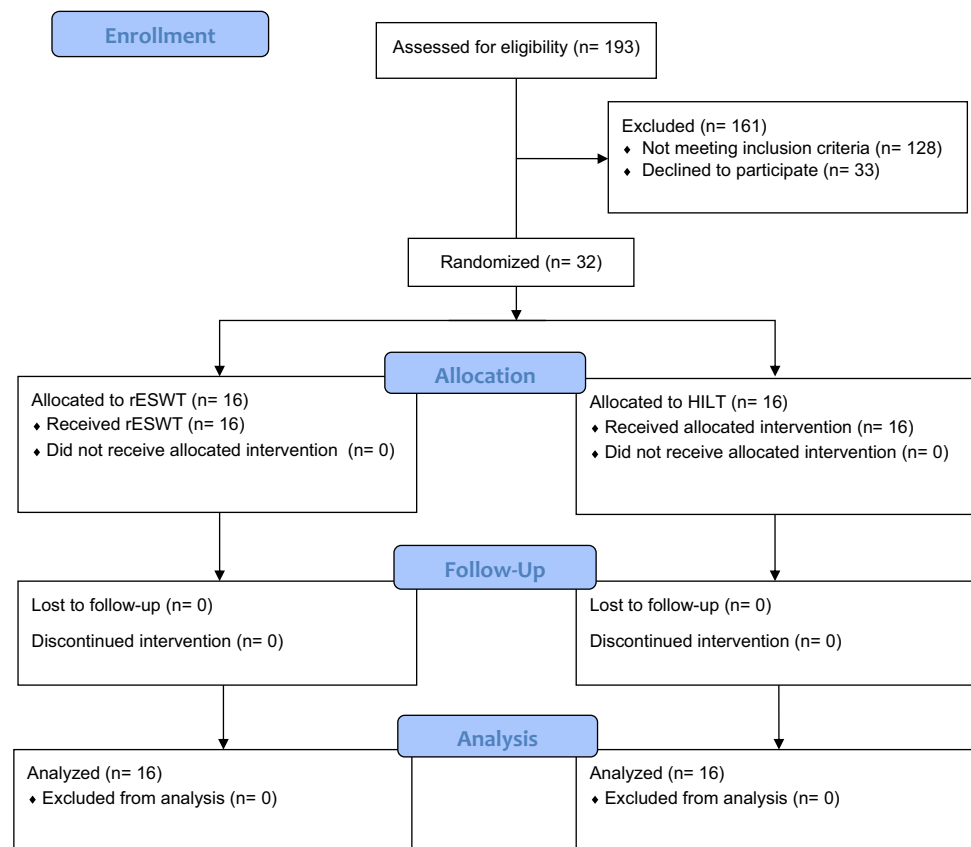 Enrollment
Assessed for eligibility (n= 193)
Excluded (n= 161)
♦ Not meeting inclusion criteria (n= 128)
♦ Declined to participate (n= 33)
Randomized (n= 32)
Allocation
Allocated to rESWT (n= 16)
♦ Received rESWT (n= 16)
♦ Did not receive allocated intervention (n= 0)
Allocated to HILT (n= 16)
♦ Received allocated intervention (n= 16)
♦ Did not receive allocated intervention (n= 0)
Follow-Up
Lost to follow-up (n= 0)
Discontinued intervention (n= 0)
Lost to follow-up (n= 0)
Discontinued intervention (n= 0)
Analysis
Analyzed (n= 16)
♦ Excluded from analysis (n= 0)
Analyzed (n= 16)
♦ Excluded from analysis (n= 0)